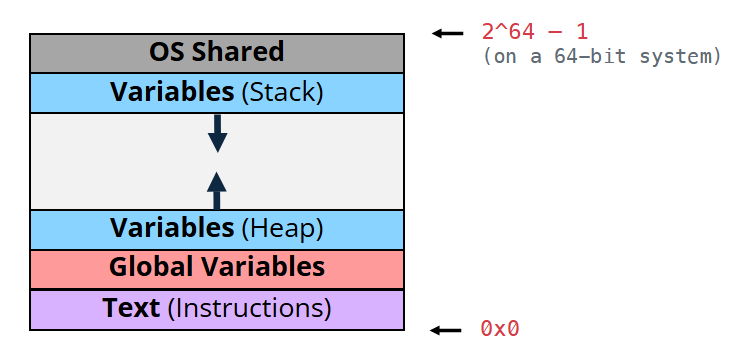 OS Shared
2^64 – 1
(on a 64–bit system)
Variables (Stack)
Variables (Heap)
Global Variables
Text (Instructions)
0x0